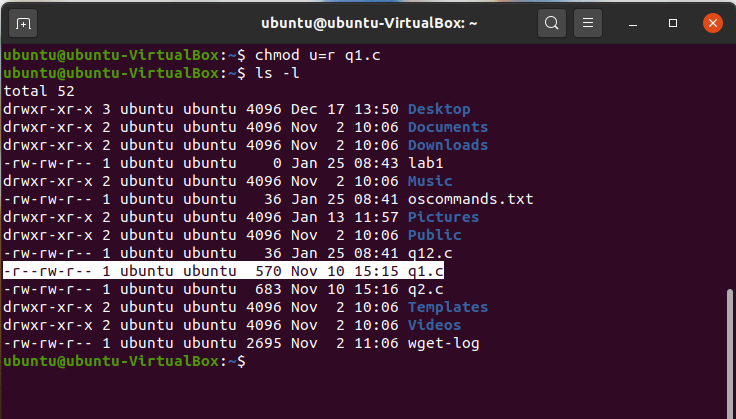 ubuntu@ubuntu-VirtualBox: ~
ubuntu@ubuntu-VirtualBox:~$ chmod u=r q1.c
ubuntu@ubuntu-VirtualBox:~$ ls -l
total 52
drwxr-xr-x 3 ubuntu ubuntu 4096 Dec 17 13:50 Desktop
drwxr-xr-x 2 ubuntu ubuntu 4096 Nov  2 10:06 Documents
drwxr-xr-x 2 ubuntu ubuntu 4096 Nov  2 10:06 Downloads
-rw-rw-r-- 1 ubuntu ubuntu    0 Jan 25 08:43 lab1
drwxr-xr-x 2 ubuntu ubuntu 4096 Nov  2 10:06 Music
-rw-rw-r-- 1 ubuntu ubuntu   36 Jan 25 08:41 oscommands.txt
drwxr-xr-x 2 ubuntu ubuntu 4096 Jan 13 11:57 Pictures
drwxr-xr-x 2 ubuntu ubuntu 4096 Nov  2 10:06 Public
-rw-rw-r-- 1 ubuntu ubuntu   36 Jan 25 08:41 q12.c
-r--rw-r-- 1 ubuntu ubuntu  570 Nov 10 15:15 q1.c
-rw-rw-r-- 1 ubuntu ubuntu  683 Nov 10 15:16 q2.c
drwxr-xr-x 2 ubuntu ubuntu 4096 Nov  2 10:06 Templates
drwxr-xr-x 2 ubuntu ubuntu 4096 Nov  2 10:06 Videos
-rw-rw-r-- 1 ubuntu ubuntu 2695 Nov  2 11:06 wget-log
ubuntu@ubuntu-VirtualBox:~$